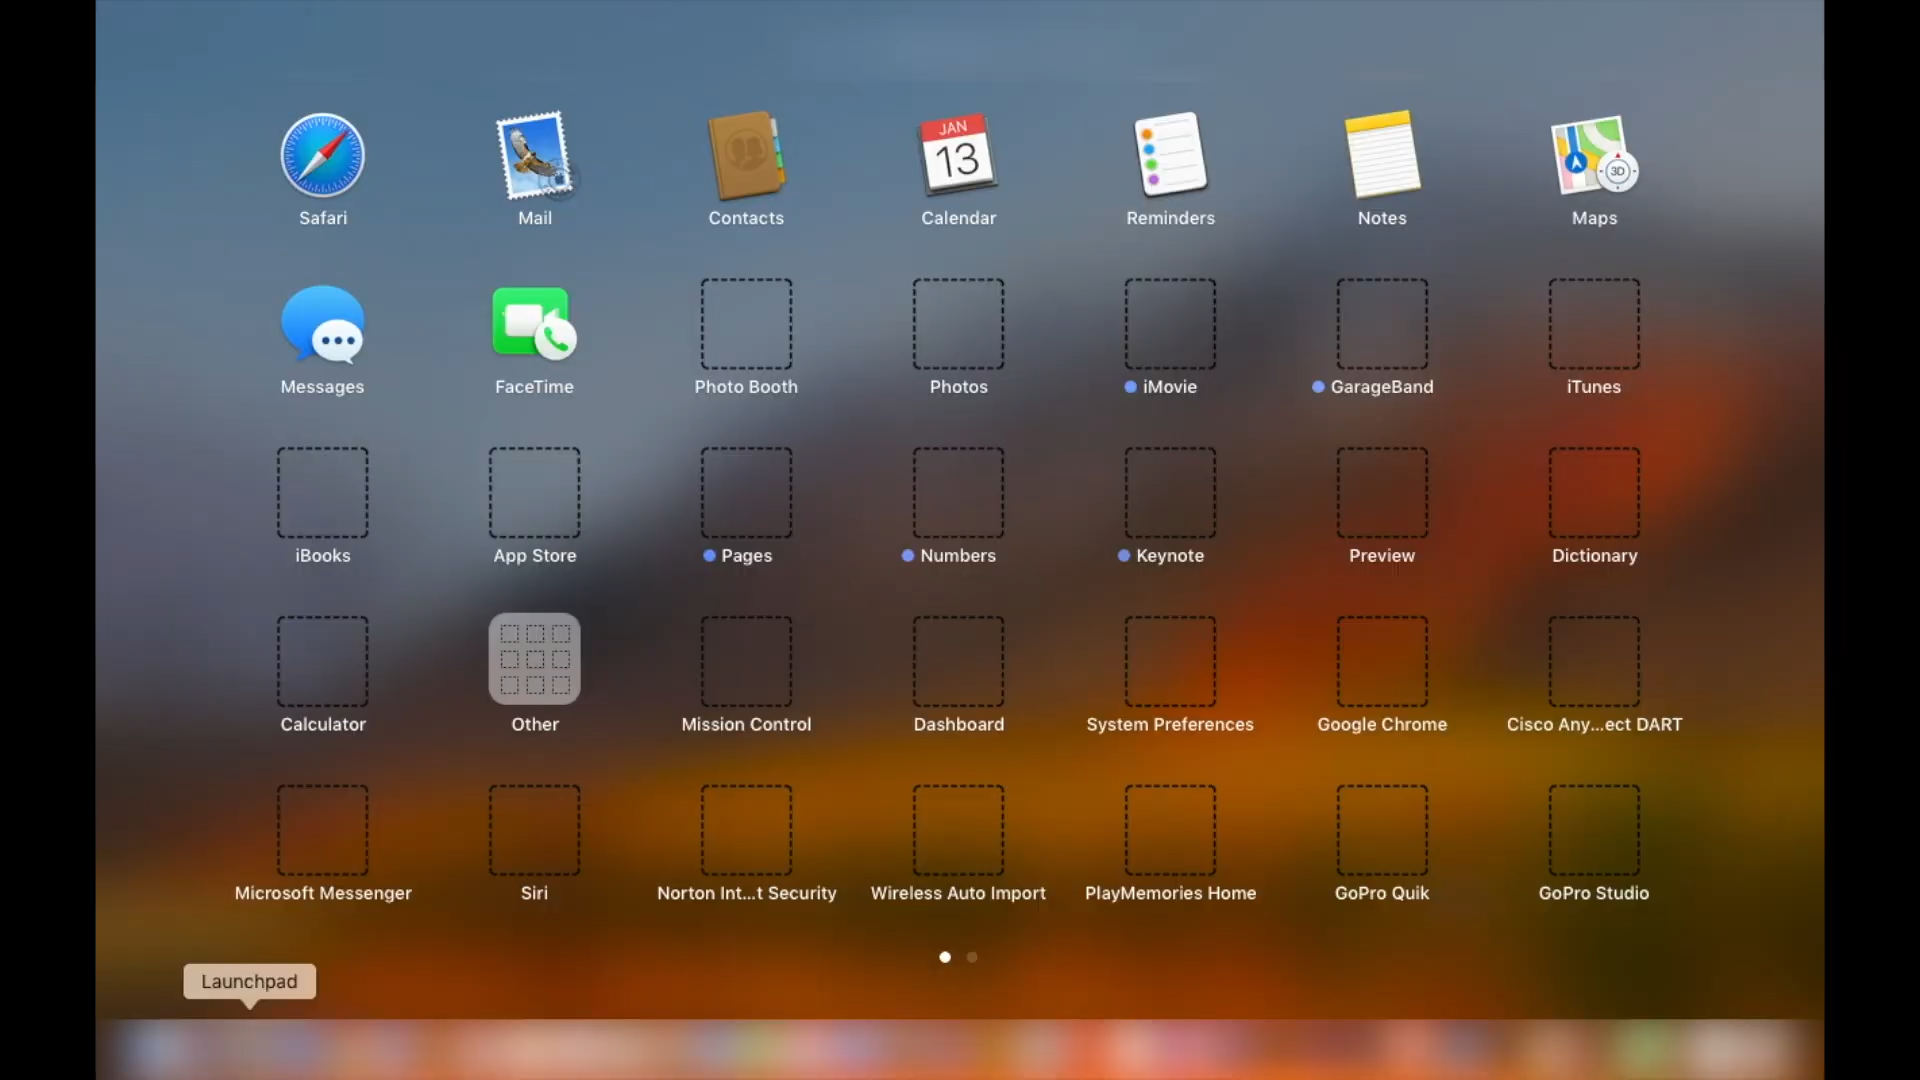 JAN
13
3D
Safari
Mail
Contacts
Calendar
Reminders
Notes
Maps
Messages
FaceTime
Photo Booth
Photos
iMovie
GarageBand
iTunes
iBooks
App Store
Pages
Numbers
Keynote
Preview
Dictionary
Calculator
Other
Mission Control
Dashboard
System Preferences
Google Chrome
Cisco Any...ect DART
Microsoft Messenger
Siri
Norton Int...t Security
Wireless Auto Import
PlayMemories Home
GoPro Quik
GoPro Studio
Launchpad